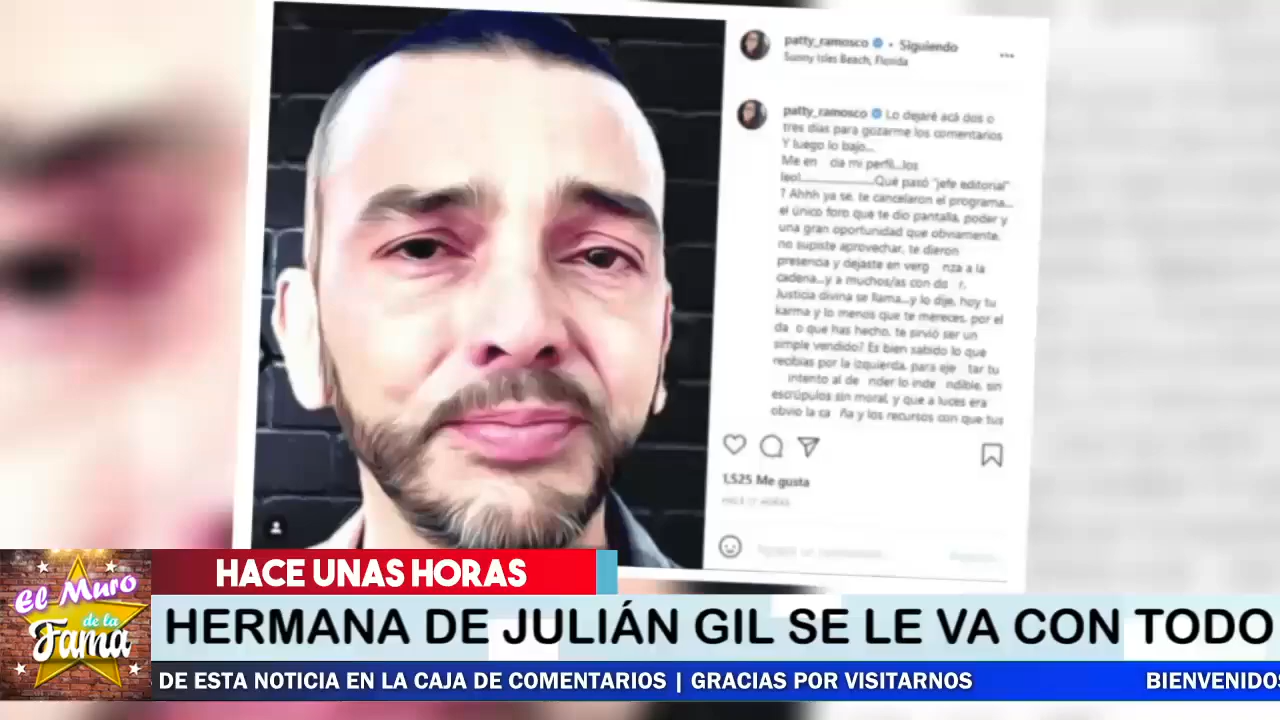 patty_ramosco • Siguiendo
Sunny Isles Beach, Florida
patty_ramosco Lo dejaré acá dos o
tres días para gozarme los comentarios
Y luego lo bajo...
Me en cia mi perfil...los
leo!......................Qué pasó "jefe editorial"
? Ahhh ya se, te cancelaron el programa...
el único foro que te dio pantalla, poder y
una gran oportunidad que obviamente,
no supiste aprovechar, te dieron
presencia y dejaste en verg nza a la
cadena...y a muchos/as con do r.
Justicia divina se llama...y lo dije, hoy tu
karma y lo menos que te mereces, por el
da o que has hecho, te sirvió ser un
simple vendido? Es bien sabido lo que
recibías por la izquierda, para eje tar tu
intento al de nder lo inde ndible, sin
escrúpulos sin moral, y que a luces era
obvio la ca ña y los recursos con que tus
1,525 Me gusta
HACE UNAS HORAS
El Muro
de la
Fama
HERMANA DE JULIÁN GIL SE LE VA CON TODO
DE ESTA NOTICIA EN LA CAJA DE COMENTARIOS | GRACIAS POR VISITARNOS
BIENVENIDOS